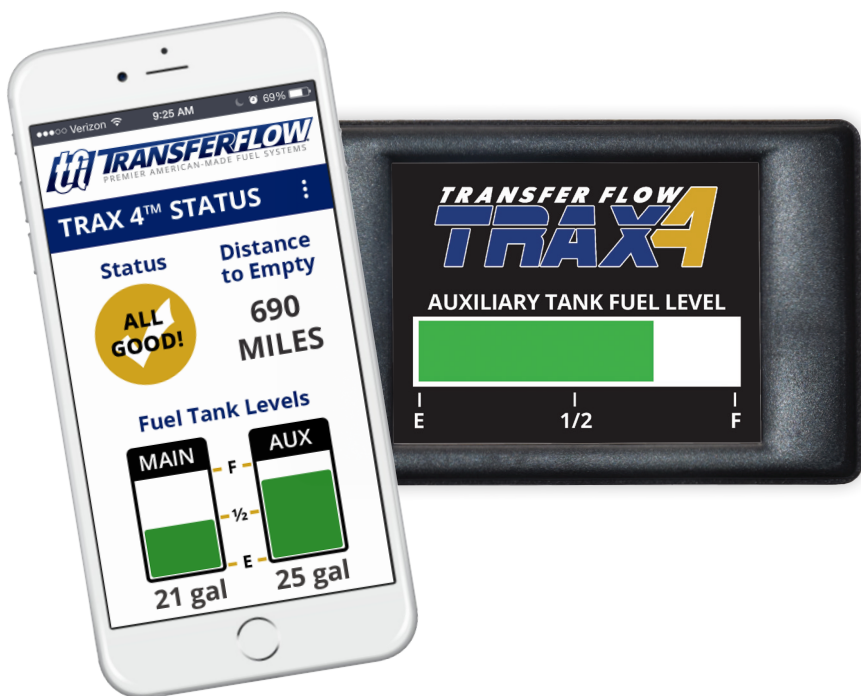 ●●●○○ Verizon 9:25 AM 69%
tfi TRANSFER FLOW
PREMIER AMERICAN-MADE FUEL SYSTEMS
TRAX 4™ STATUS
Status
Distance
to Empty
ALL
GOOD!
690
MILES
Fuel Tank Levels
MAIN
AUX
F
½
E
21 gal
25 gal
TRANSFER FLOW
TRAX4
AUXILIARY TANK FUEL LEVEL
E 1/2 F